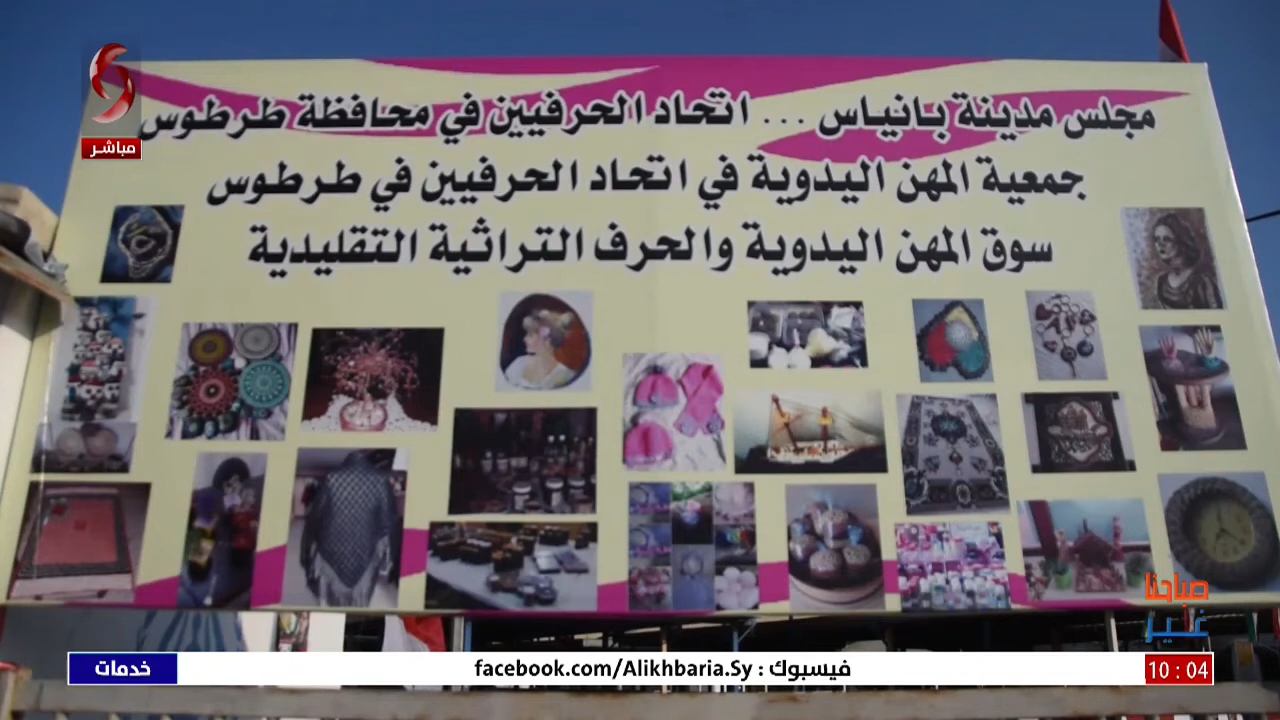 مجلس مدينة بانياس ... اتحاد الحرفيين في محافظة طرطوس
جمعية المهن اليدوية في اتحاد الحرفيين في طرطوس
سوق المهن اليدوية والحرف التراثية التقليدية
مباشر
صباحنا
غير
خدمات
فيسبوك : facebook.com/Alikhbaria.Sy
10 : 04